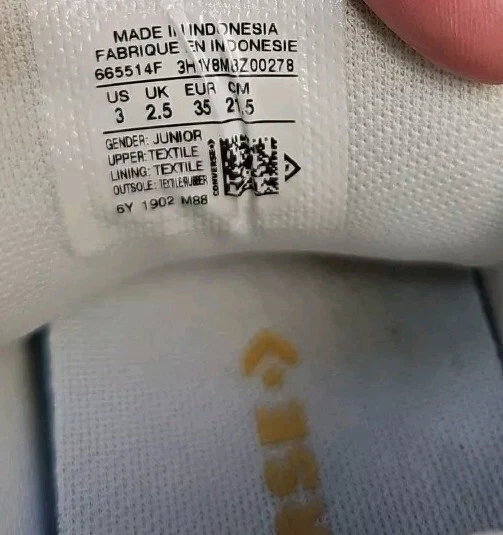 MADE IN INDONESIA
FABRIQUE EN INDONESIE
665514F
US UK EUR CM
3 2.5 35 21.5
GENDER: JUNIOR
UPPER: TEXTILE
LINING: TEXTILE
OUTSOLE: TEXTILE/RUBBER
CONVERSE
6Y 1902 M88